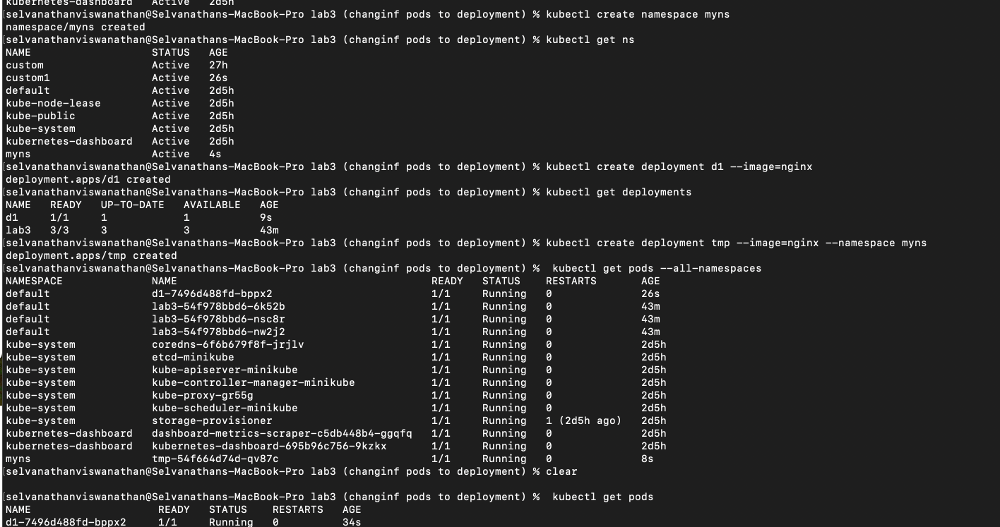 kubernetes-dashboard   Active   2d5h
[selvanathanviswanathan@Selvanathans-MacBook-Pro lab3 (changinf pods to deployment) % kubectl create namespace myns
namespace/myns created
[selvanathanviswanathan@Selvanathans-MacBook-Pro lab3 (changinf pods to deployment) % kubectl get ns
NAME                   STATUS   AGE
custom                 Active   27h
custom1                Active   26s
default                Active   2d5h
kube-node-lease        Active   2d5h
kube-public            Active   2d5h
kube-system            Active   2d5h
kubernetes-dashboard   Active   2d5h
myns                   Active   4s
[selvanathanviswanathan@Selvanathans-MacBook-Pro lab3 (changinf pods to deployment) % kubectl create deployment d1 --image=nginx
deployment.apps/d1 created
[selvanathanviswanathan@Selvanathans-MacBook-Pro lab3 (changinf pods to deployment) % kubectl get deployments
NAME   READY   UP-TO-DATE   AVAILABLE   AGE
d1     1/1     1            1           9s
lab3   3/3     3            3           43m
[selvanathanviswanathan@Selvanathans-MacBook-Pro lab3 (changinf pods to deployment) % kubectl create deployment tmp --image=nginx --namespace myns
deployment.apps/tmp created
[selvanathanviswanathan@Selvanathans-MacBook-Pro lab3 (changinf pods to deployment) %  kubectl get pods --all-namespaces
NAMESPACE              NAME                                        READY   STATUS    RESTARTS       AGE
default                d1-7496d488fd-bppx2                         1/1     Running   0              26s
default                lab3-54f978bbd6-6k52b                       1/1     Running   0              43m
default                lab3-54f978bbd6-nsc8r                       1/1     Running   0              43m
default                lab3-54f978bbd6-nw2j2                       1/1     Running   0              43m
kube-system            coredns-6f6b679f8f-jrjlv                    1/1     Running   0              2d5h
kube-system            etcd-minikube                               1/1     Running   0              2d5h
kube-system            kube-apiserver-minikube                     1/1     Running   0              2d5h
kube-system            kube-controller-manager-minikube            1/1     Running   0              2d5h
kube-system            kube-proxy-gr55g                            1/1     Running   0              2d5h
kube-system            kube-scheduler-minikube                     1/1     Running   0              2d5h
kube-system            storage-provisioner                         1/1     Running   1 (2d5h ago)   2d5h
kubernetes-dashboard   dashboard-metrics-scraper-c5db448b4-ggqfq   1/1     Running   0              2d5h
kubernetes-dashboard   kubernetes-dashboard-695b96c756-9kzkx       1/1     Running   0              2d5h
myns                   tmp-54f664d74d-qv87c                        1/1     Running   0              8s
[selvanathanviswanathan@Selvanathans-MacBook-Pro lab3 (changinf pods to deployment) % clear
[selvanathanviswanathan@Selvanathans-MacBook-Pro lab3 (changinf pods to deployment) %  kubectl get pods
NAME                    READY   STATUS    RESTARTS   AGE
d1-7496d488fd-bppx2     1/1     Running   0          34s